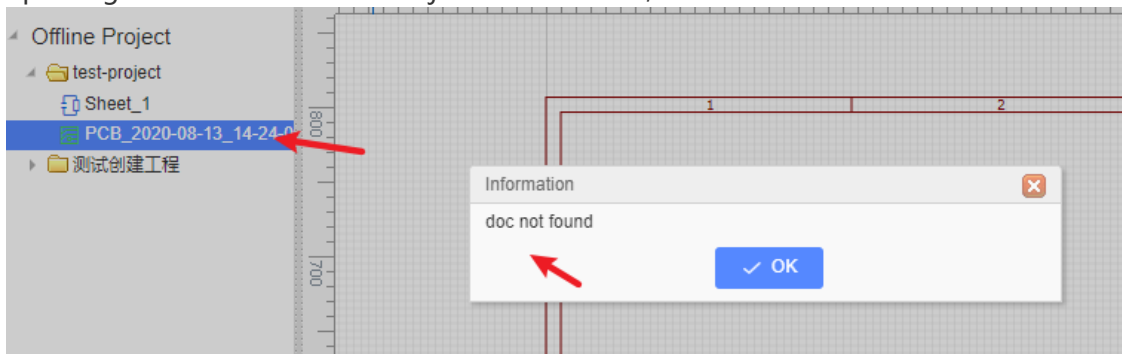 Offline Project
test-project
Sheet_1
PCB_2020-08-13_14-24-0
测试创建工程
800
700
1
2
Information
doc not found
OK